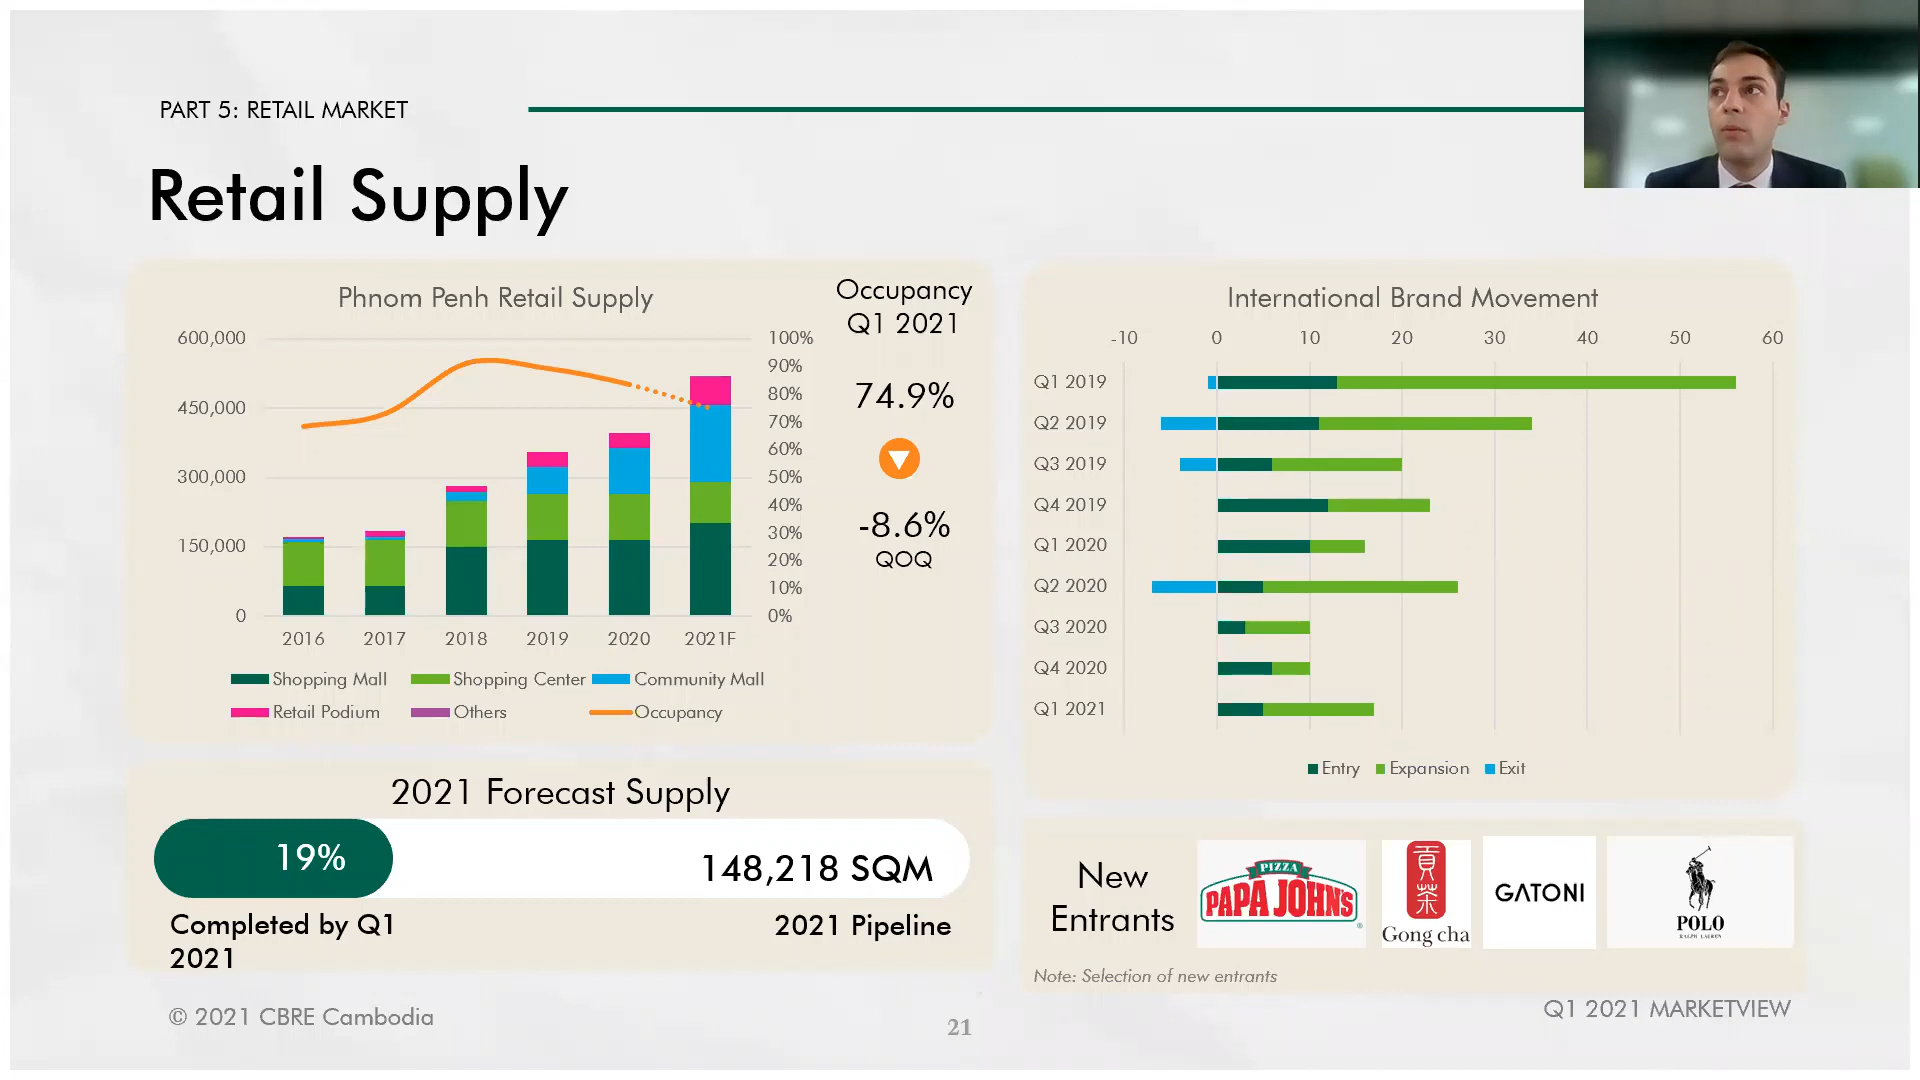 PART 5: RETAIL MARKET
Retail Supply
Phnom Penh Retail Supply
600,000
450,000
300,000
150,000
0
100%
90%
80%
70%
60%
50%
40%
30%
20%
10%
0%
2016 2017 2018 2019 2020 2021F
Shopping Mall Shopping Center Community Mall
Retail Podium Others Occupancy
Occupancy
Q1 2021
74.9%
-8.6%
QOQ
International Brand Movement
-10 0 10 20 30 40 50 60
Q1 2019
Q2 2019
Q3 2019
Q4 2019
Q1 2020
Q2 2020
Q3 2020
Q4 2020
Q1 2021
Entry Expansion Exit
2021 Forecast Supply
19%
148,218 SQM
Completed by Q1
2021
2021 Pipeline
New
Entrants
PIZZA
PAPA JOHN'S
貢茶
Gong cha
GATONI
POLO
RALPH LAUREN
Note: Selection of new entrants
© 2021 CBRE Cambodia
21
Q1 2021 MARKETVIEW